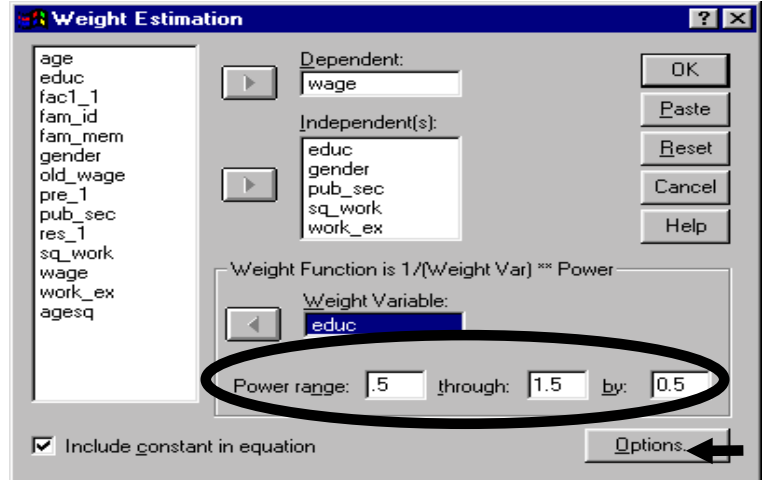 Weight Estimation
age
educ
fac1_1
fam_id
fam_mem
gender
old_wage
pre_1
pub_sec
res_1
sq_work
wage
work_ex
agesq
Dependent:
wage
Independent(s):
educ
gender
pub_sec
sq_work
work_ex
OK
Paste
Reset
Cancel
Help
Weight Function is 1/(Weight Var) ** Power
Weight Variable:
educ
Power range: .5 through: 1.5 by: 0.5
Include constant in equation
Options..